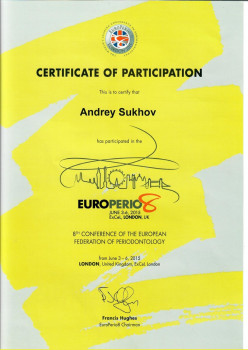 CERTIFICATE OF PARTICIPATION
This is to certify that
Andrey Sukhov
has participated in the
EUROPERIO8
JUNE 3-6, 2015
ExCeL, LONDON, UK
8TH CONFERENCE OF THE EUROPEAN
FEDERATION OF PERIODONTOLOGY
from June 3 - 6, 2015
LONDON, United Kingdom, ExCeL London
Francis Hughes
EuroPerio8 Chairman